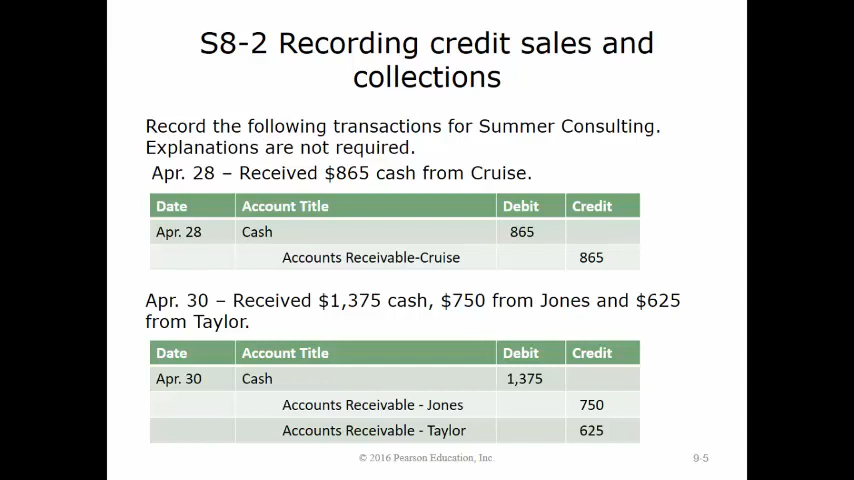 S8-2 Recording credit sales and
collections
Record the following transactions for Summer Consulting.
Explanations are not required.
Apr. 28 – Received $865 cash from Cruise.
Date Account Title Debit Credit
Apr. 28 Cash 865
Accounts Receivable-Cruise 865
Apr. 30 – Received $1,375 cash, $750 from Jones and $625
from Taylor.
Date Account Title Debit Credit
Apr. 30 Cash 1,375
Accounts Receivable - Jones 750
Accounts Receivable - Taylor 625
© 2016 Pearson Education, Inc. 9-5